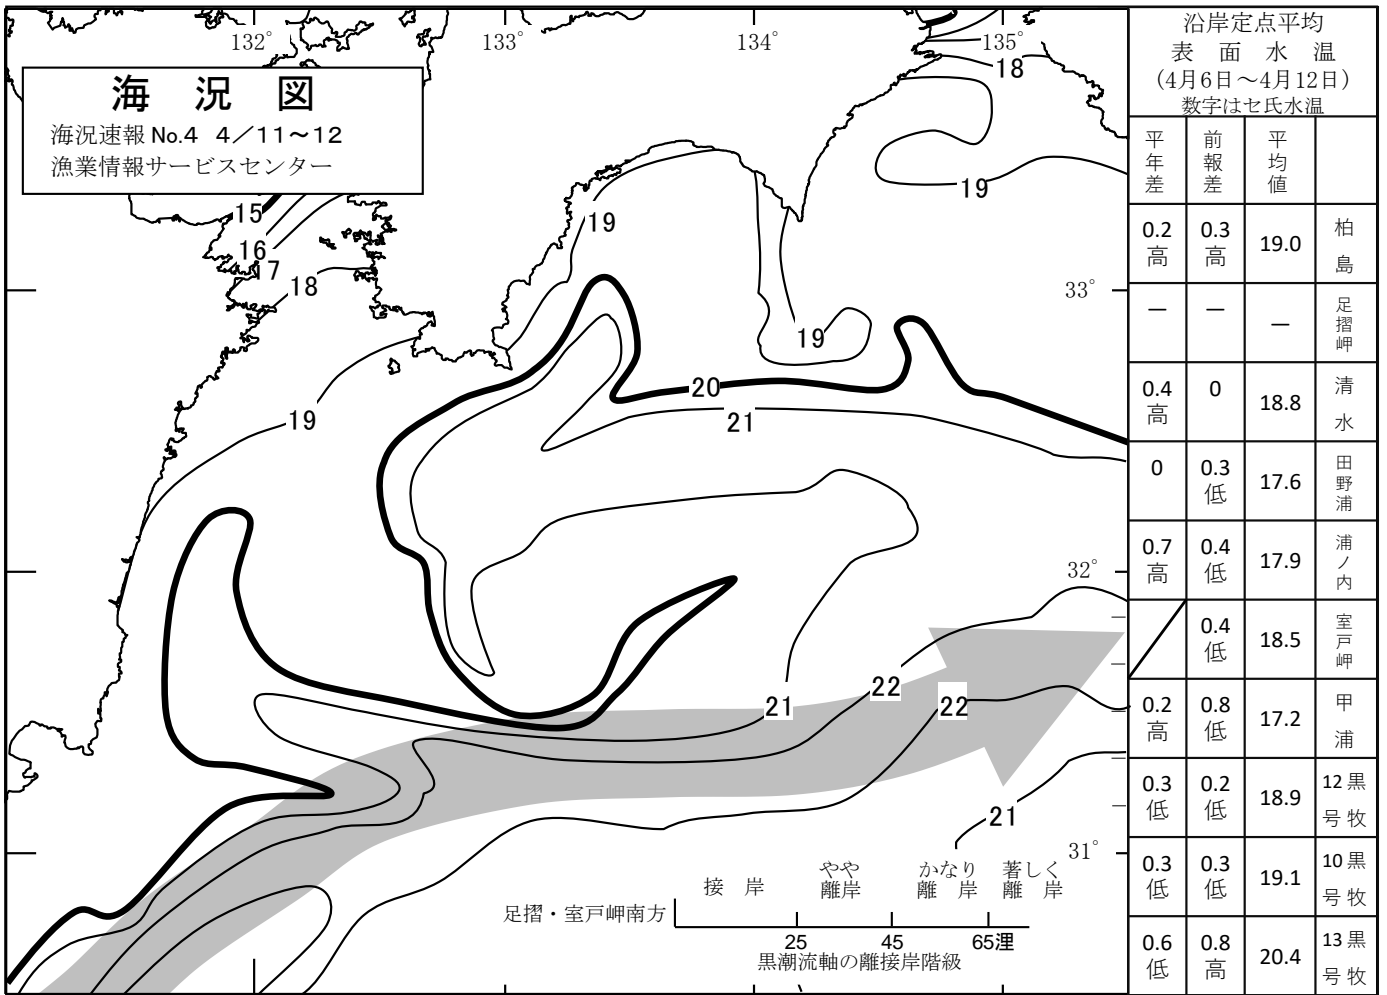 132°
133°
134°
135°
海 況 図
海況速報 No.4 4／11～12
漁業情報サービスセンター
18
19
15
16
17
18
19
19
33°
19
20
21
32°
22
22
21
21
31°
接 岸
やや
離岸
かなり
離 岸
著しく
離 岸
足摺・室戸岬南方
25 45 65浬
黒潮流軸の離接岸階級
沿岸定点平均
表 面 水 温
(4月6日～4月12日)
数字はセ氏水温
平年差 前報差 平均値
0.2高 0.3高 19.0 柏島
－ － － 足摺岬
0.4高 0 18.8 清水
0 0.3低 17.6 田野浦
0.7高 0.4低 17.9 浦ノ内
0.4低 18.5 室戸岬
0.2高 0.8低 17.2 甲浦
0.3低 0.2低 18.9 黒牧12号
0.3低 0.3低 19.1 黒牧10号
0.6低 0.8高 20.4 黒牧13号